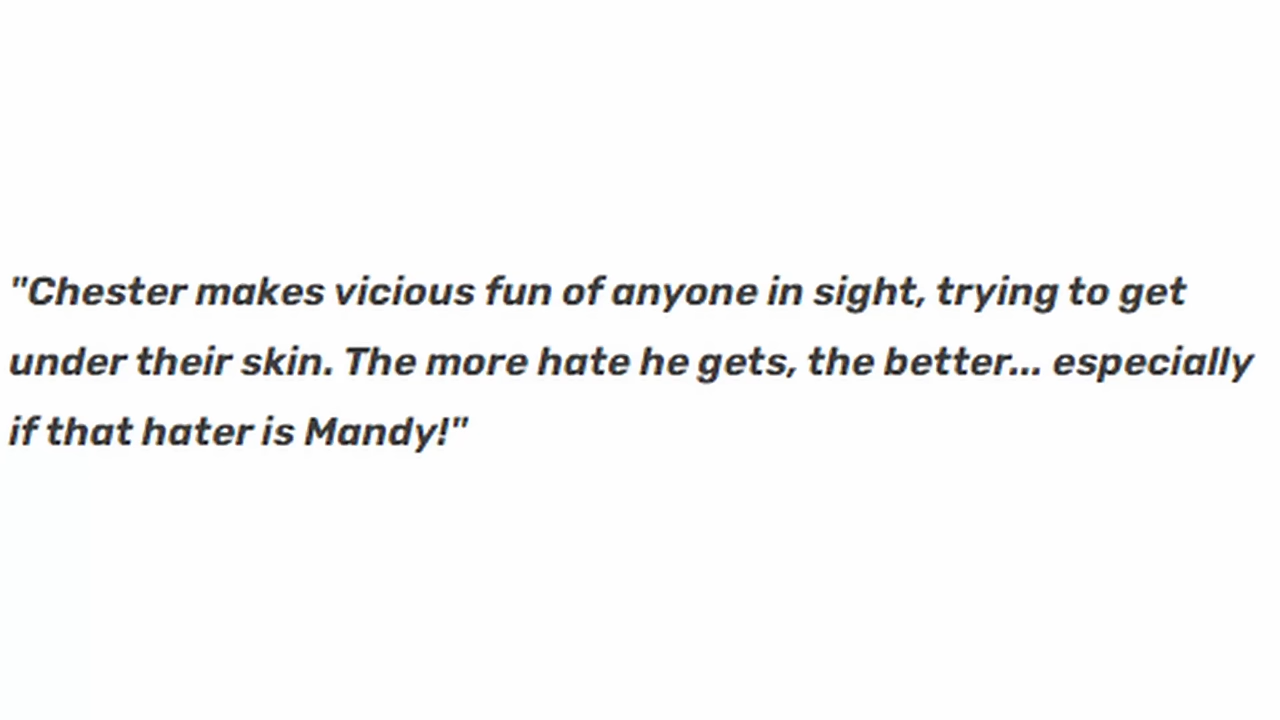 "Chester makes vicious fun of anyone in sight, trying to get
under their skin. The more hate he gets, the better... especially
if that hater is Mandy!"